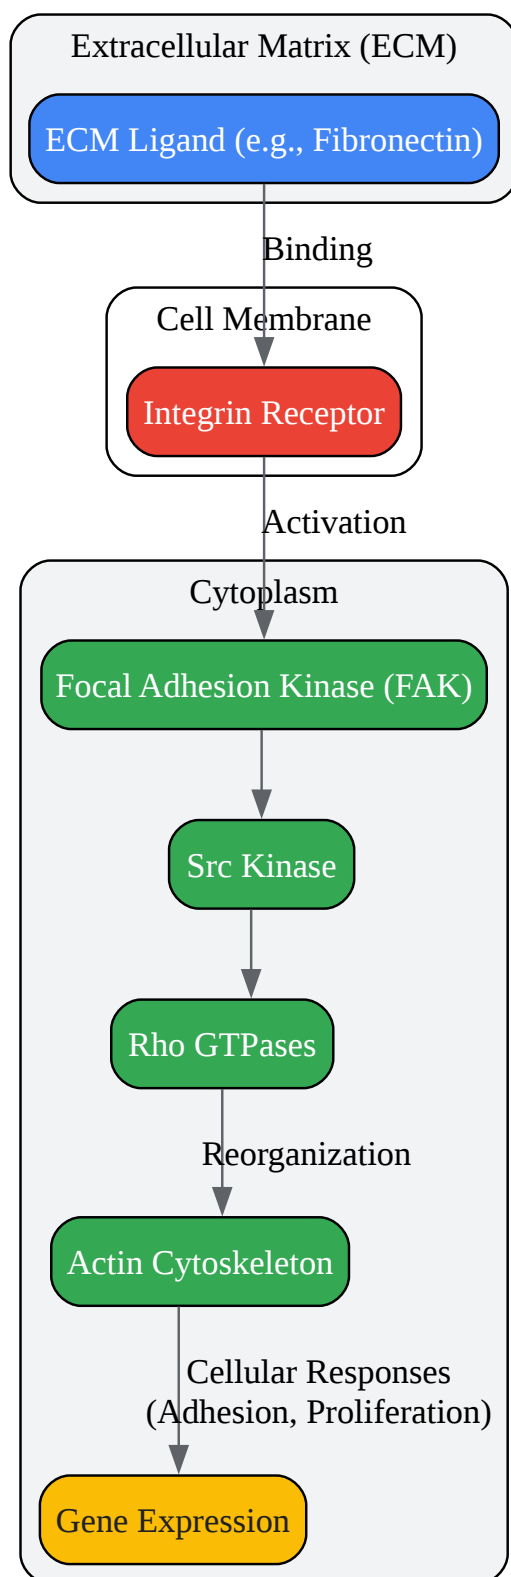 Extracellular Matrix (ECM)
ECM Ligand (e.g., Fibronectin)
Binding
Cell Membrane
Integrin Receptor
Activation
Cytoplasm
Focal Adhesion Kinase (FAK)
Src Kinase
Rho GTPases
Reorganization
Actin Cytoskeleton
Cellular Responses
(Adhesion, Proliferation)
Gene Expression